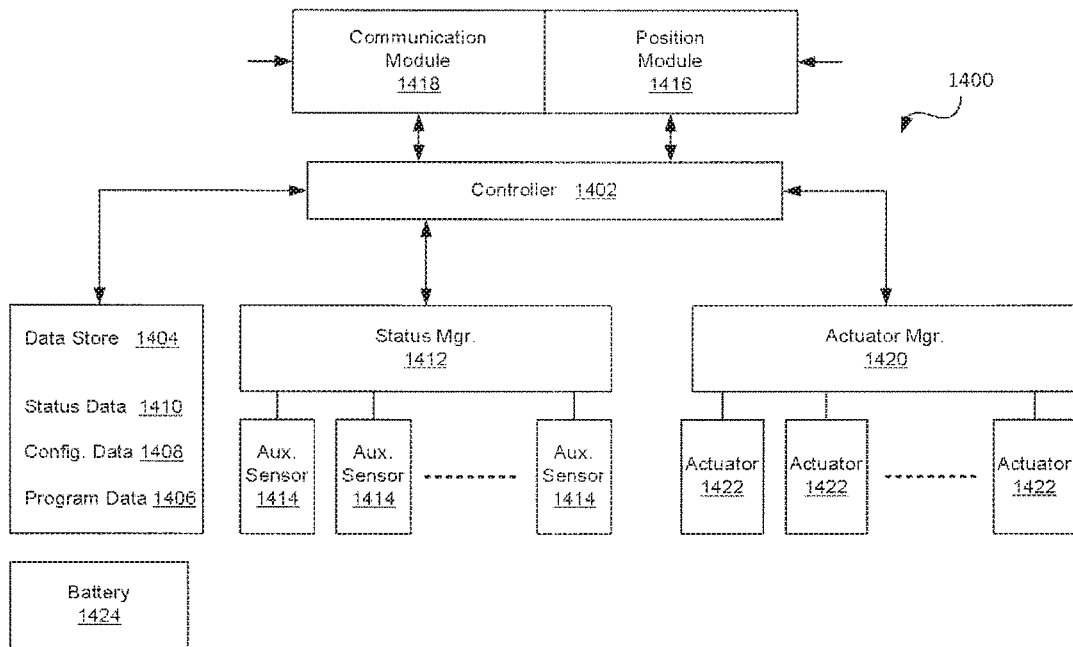 Communication
Module
1418
Position
Module
1416
1400
Controller 1402
Data Store 1404
Status Data 1410
Config. Data 1408
Program Data 1406
Status Mgr.
1412
Actuator Mgr.
1420
Aux.
Sensor
1414
Aux.
Sensor
1414
Aux.
Sensor
1414
Actuator
1422
Actuator
1422
Actuator
1422
Battery
1424